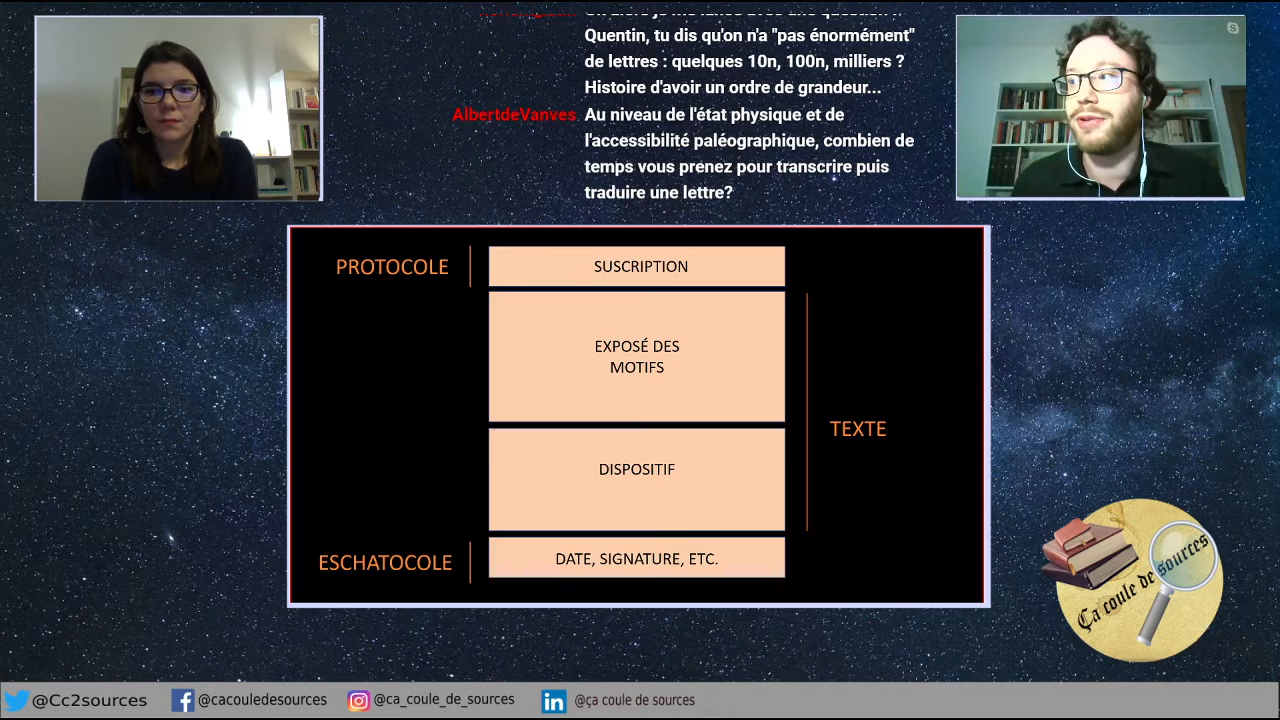 Quentin, tu dis qu'on n'a "pas énormément"
de lettres : quelques 10n, 100n, milliers ?
Histoire d'avoir un ordre de grandeur...
AlbertdeVanves Au niveau de l'état physique et de
l'accessibilité paléographique, combien de
temps vous prenez pour transcrire puis
traduire une lettre?
PROTOCOLE
SUSCRIPTION
EXPOSÉ DES
MOTIFS
DISPOSITIF
TEXTE
ESCHATOCOLE
DATE, SIGNATURE, ETC.
Ça coule de sources
@Cc2sources
@cacouledesources
@ca_coule_de_sources
@ça coule de sources